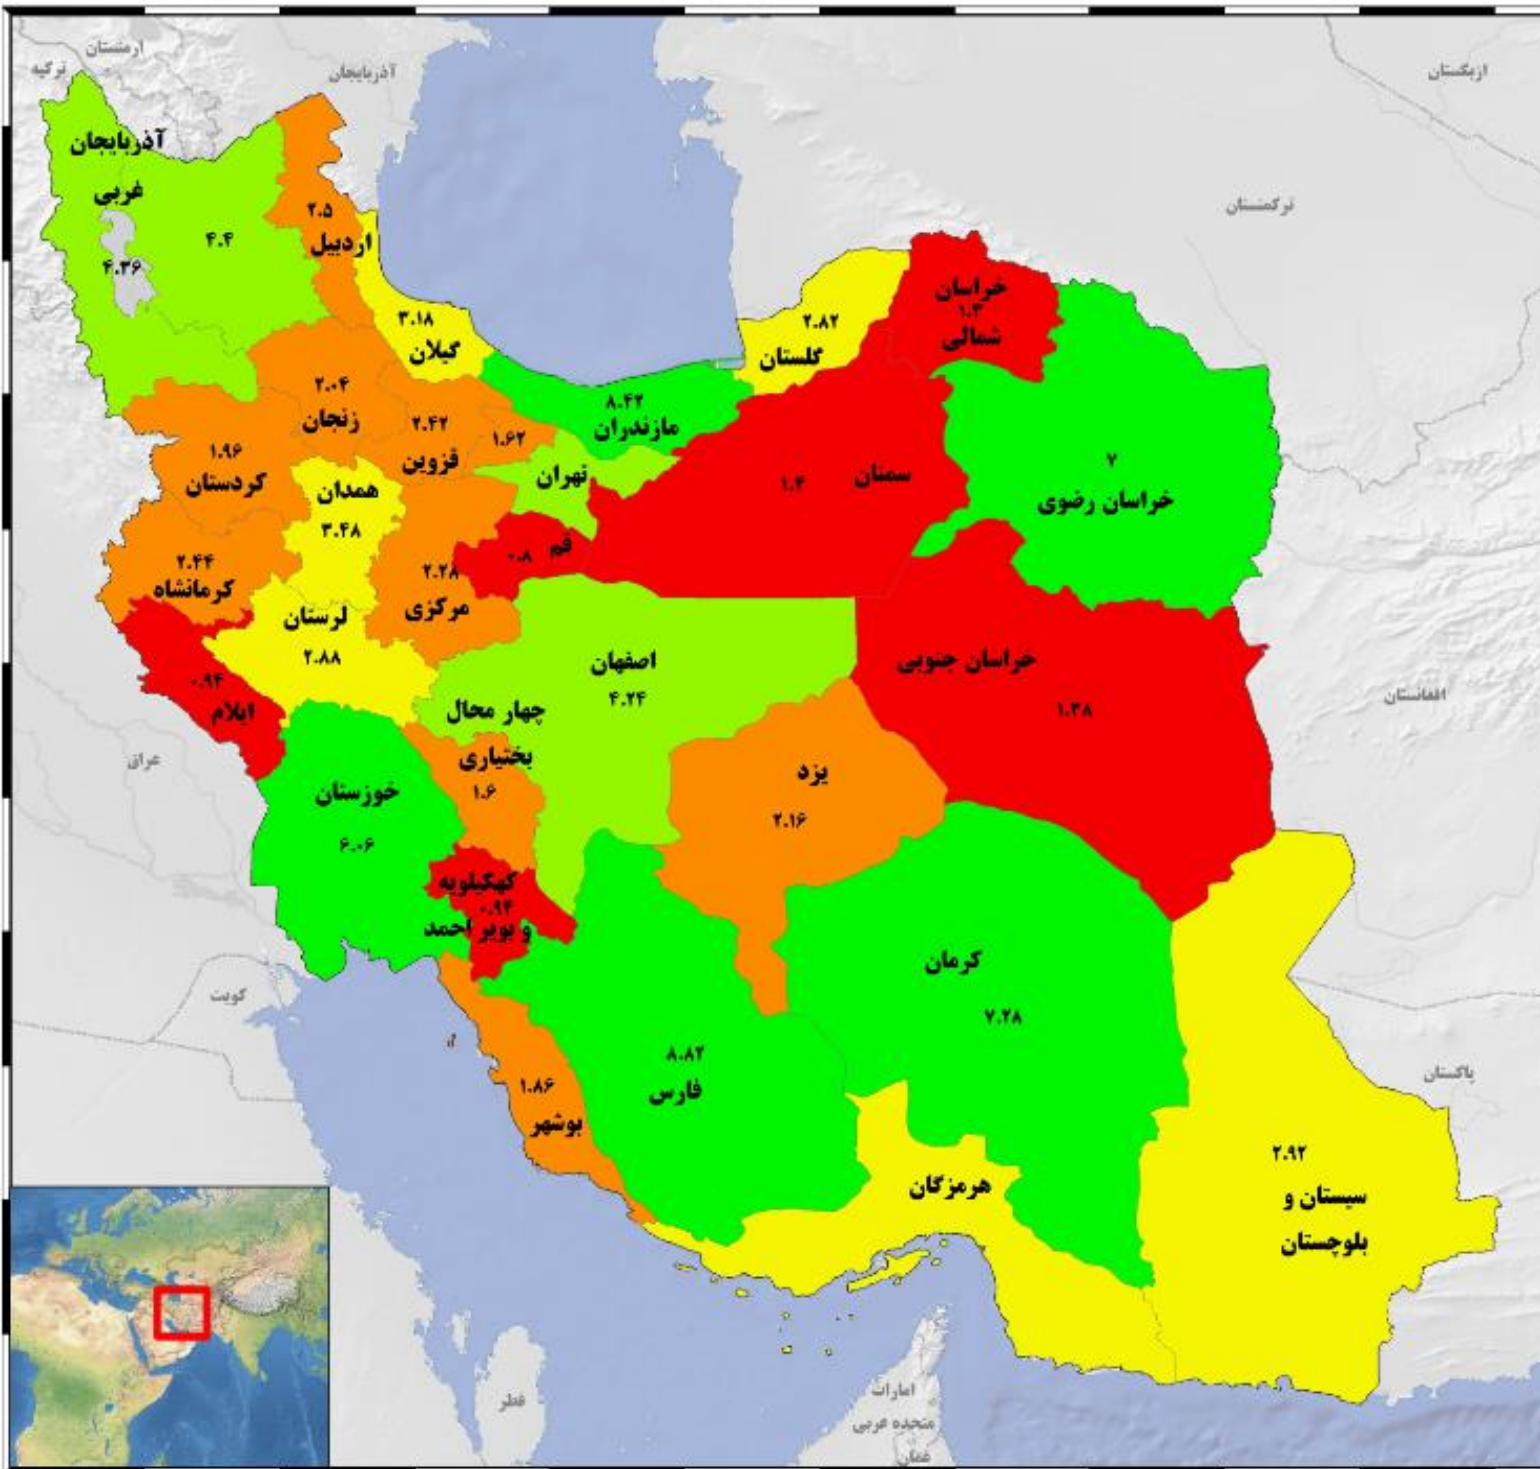 ارمنستان
ترکیه
آذربایجان
ازبکستان
ترکمنستان
آذربایجان
غربی
۴.۳۶
۴.۴
۲.۵
اردبیل
۳.۱۸
گیلان
۲.۸۲
گلستان
خراسان
۱.۳
شمالی
۸.۴۲
مازندران
۲.۰۴
زنجان
۲.۴۲
قزوین
۱.۶۲
تهران
۱.۹۶
کردستان
همدان
۳.۴۸
سمنان
۱.۴
۷
خراسان رضوی
۲.۴۴
کرمانشاه
۲.۲۸
مرکزی
قم
۰.۸
لرستان
۲.۸۸
اصفهان
۴.۲۴
خراسان جنوبی
۱.۳۸
۰.۹۴
ایلام
چهار محال
بختیاری
۱.۶
یزد
۲.۱۶
خوزستان
۶.۰۶
کهکیلویه
۰.۹۴
و بویر احمد
کرمان
۷.۲۸
۸.۸۲
فارس
۱.۸۶
بوشهر
هرمزگان
۲.۹۲
سیستان و
بلوچستان
عراق
کویت
افغانستان
پاکستان
قطر
امارات
متحده عربی
عمان